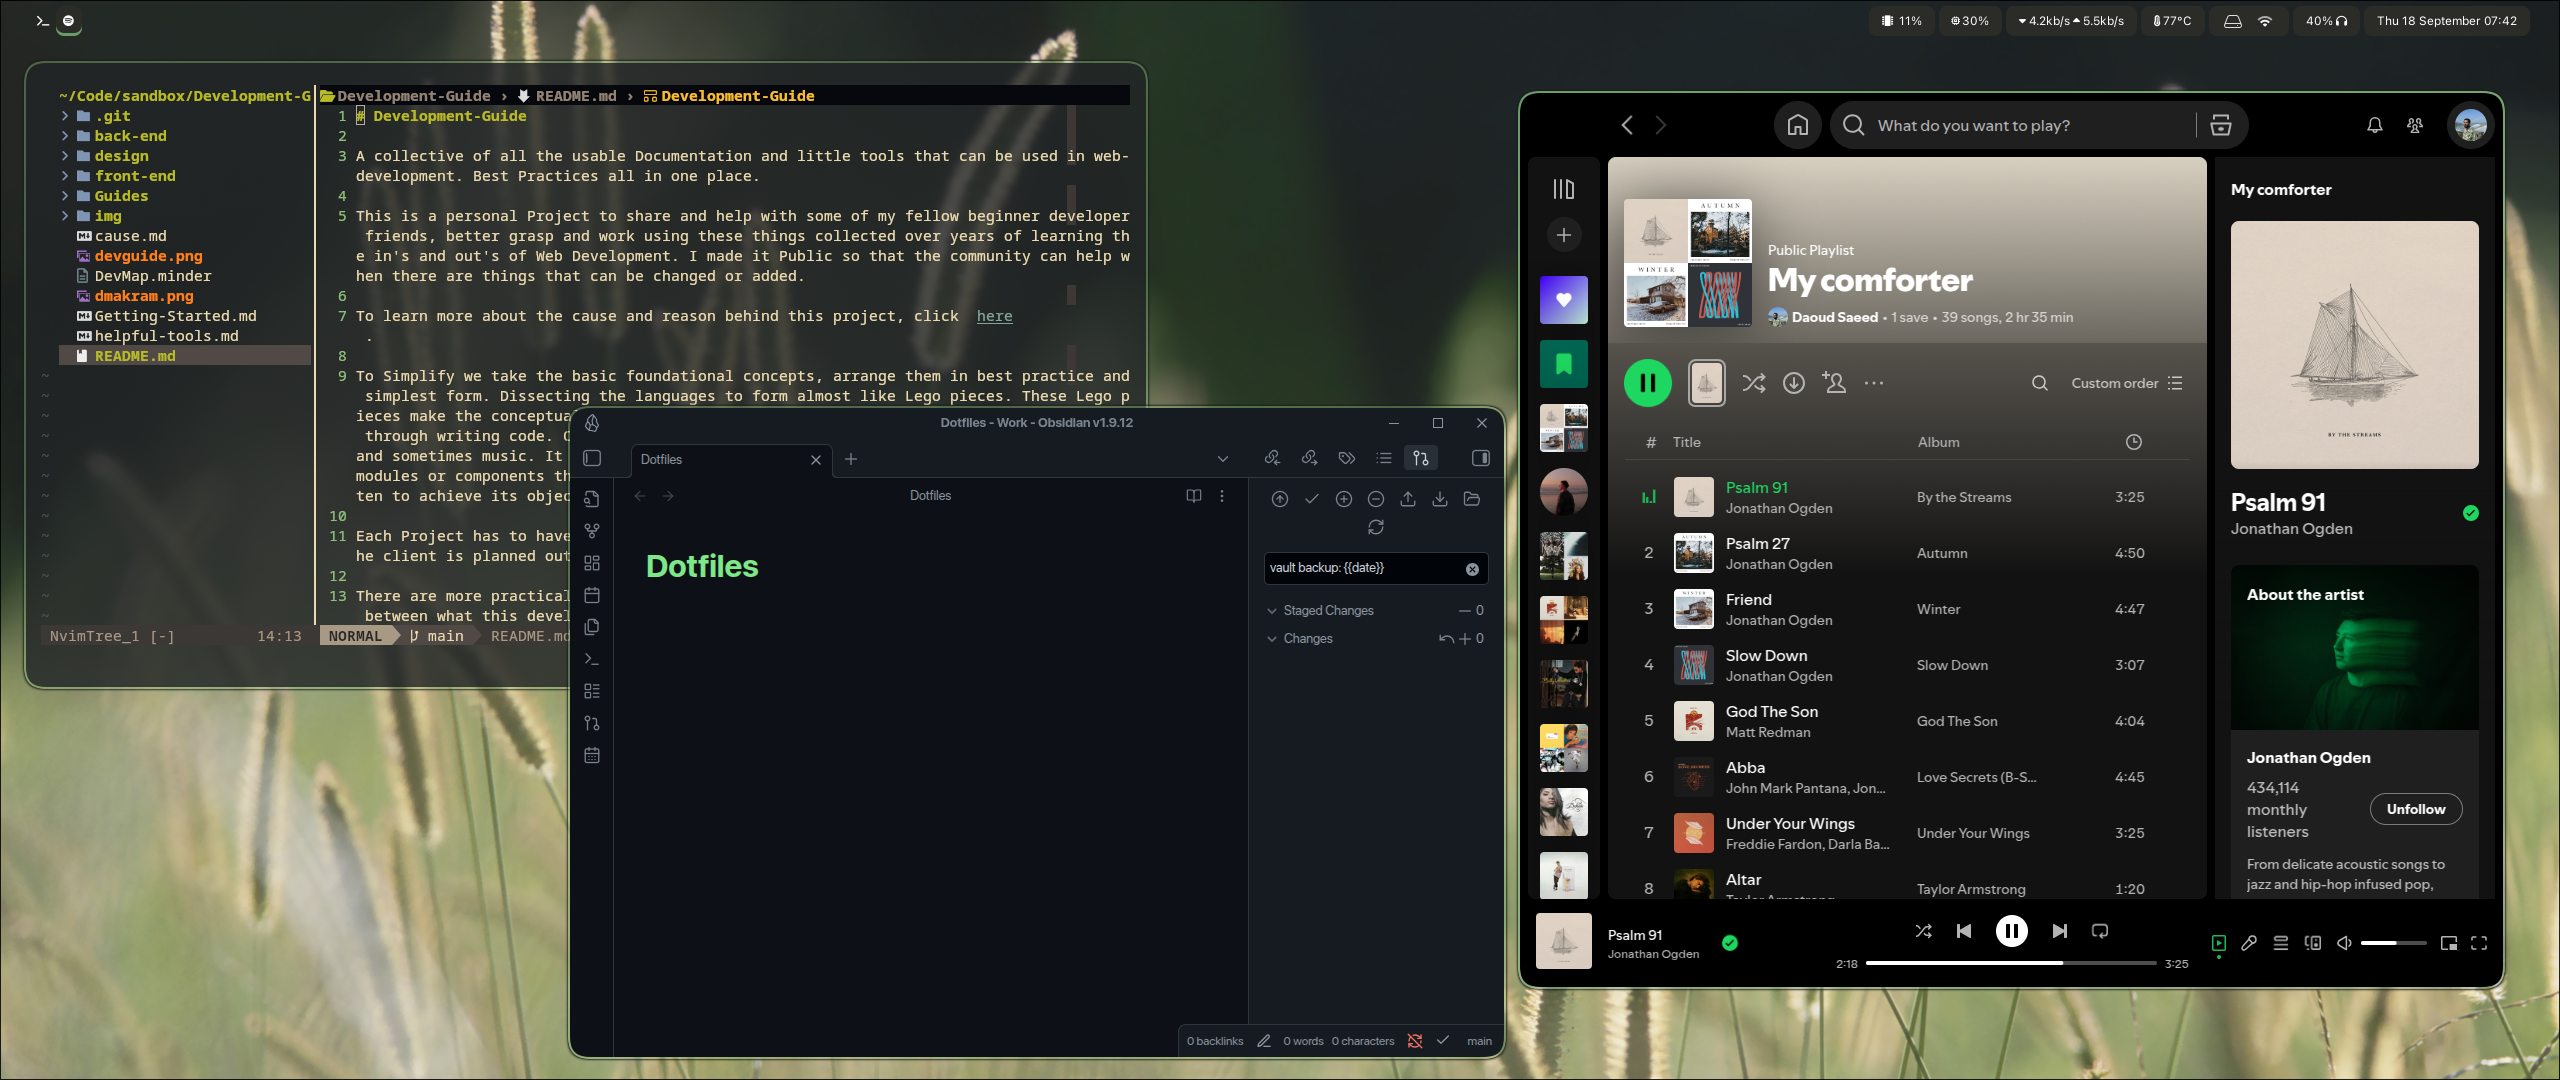 11%
30%
4.2kb/s 5.5kb/s
77°C
40%
Thu 18 September 07:42
~/Code/sandbox/Development-G
.git
back-end
design
front-end
Guides
img
cause.md
devguide.png
DevMap.minder
dmakram.png
Getting-Started.md
helpful-tools.md
README.md
NvimTree_1 [-] 14:13
Development-Guide › README.md › Development-Guide
1 # Development-Guide
2
3 A collective of all the usable Documentation and little tools that can be used in web-
development. Best Practices all in one place.
4
5 This is a personal Project to share and help with some of my fellow beginner developer
friends, better grasp and work using these things collected over years of learning th
e in's and out's of Web Development. I made it Public so that the community can help w
hen there are things that can be changed or added.
6
7 To learn more about the cause and reason behind this project, click here
.
8
9 To Simplify we take the basic foundational concepts, arrange them in best practice and
simplest form. Dissecting the languages to form almost like Lego pieces. These Lego p
ieces make the conceptua
through writing code. C
and sometimes music. It
modules or components th
ten to achieve its objec
10
11 Each Project has to have
he client is planned out
12
13 There are more practical
between what this devel
NORMAL main README.md
Dotfiles - Work - Obsidian v1.9.12
Dotfiles
Dotfiles
Dotfiles
vault backup: {{date}}
Staged Changes 0
Changes 0
0 backlinks 0 words 0 characters main
What do you want to play?
AUTUMN
WINTER
Public Playlist
My comforter
Daoud Saeed • 1 save • 39 songs, 2 hr 35 min
Custom order
# Title Album
Psalm 91
Jonathan Ogden
By the Streams 3:25
2 Psalm 27
Jonathan Ogden
Autumn 4:50
3 Friend
Jonathan Ogden
Winter 4:47
4 Slow Down
Jonathan Ogden
Slow Down 3:07
5 God The Son
Matt Redman
God The Son 4:04
6 Abba
John Mark Pantana, Jon...
Love Secrets (B-S... 4:45
7 Under Your Wings
Freddie Fardon, Darla Ba...
Under Your Wings 3:25
8 Altar
Taylor Armstrong
Taylor Armstrong 1:20
My comforter
BY THE STREAMS
Psalm 91
Jonathan Ogden
About the artist
Jonathan Ogden
434,114
monthly
listeners
Unfollow
From delicate acoustic songs to
jazz and hip-hop infused pop,
Psalm 91
Jonathan Ogden
2:18
3:25